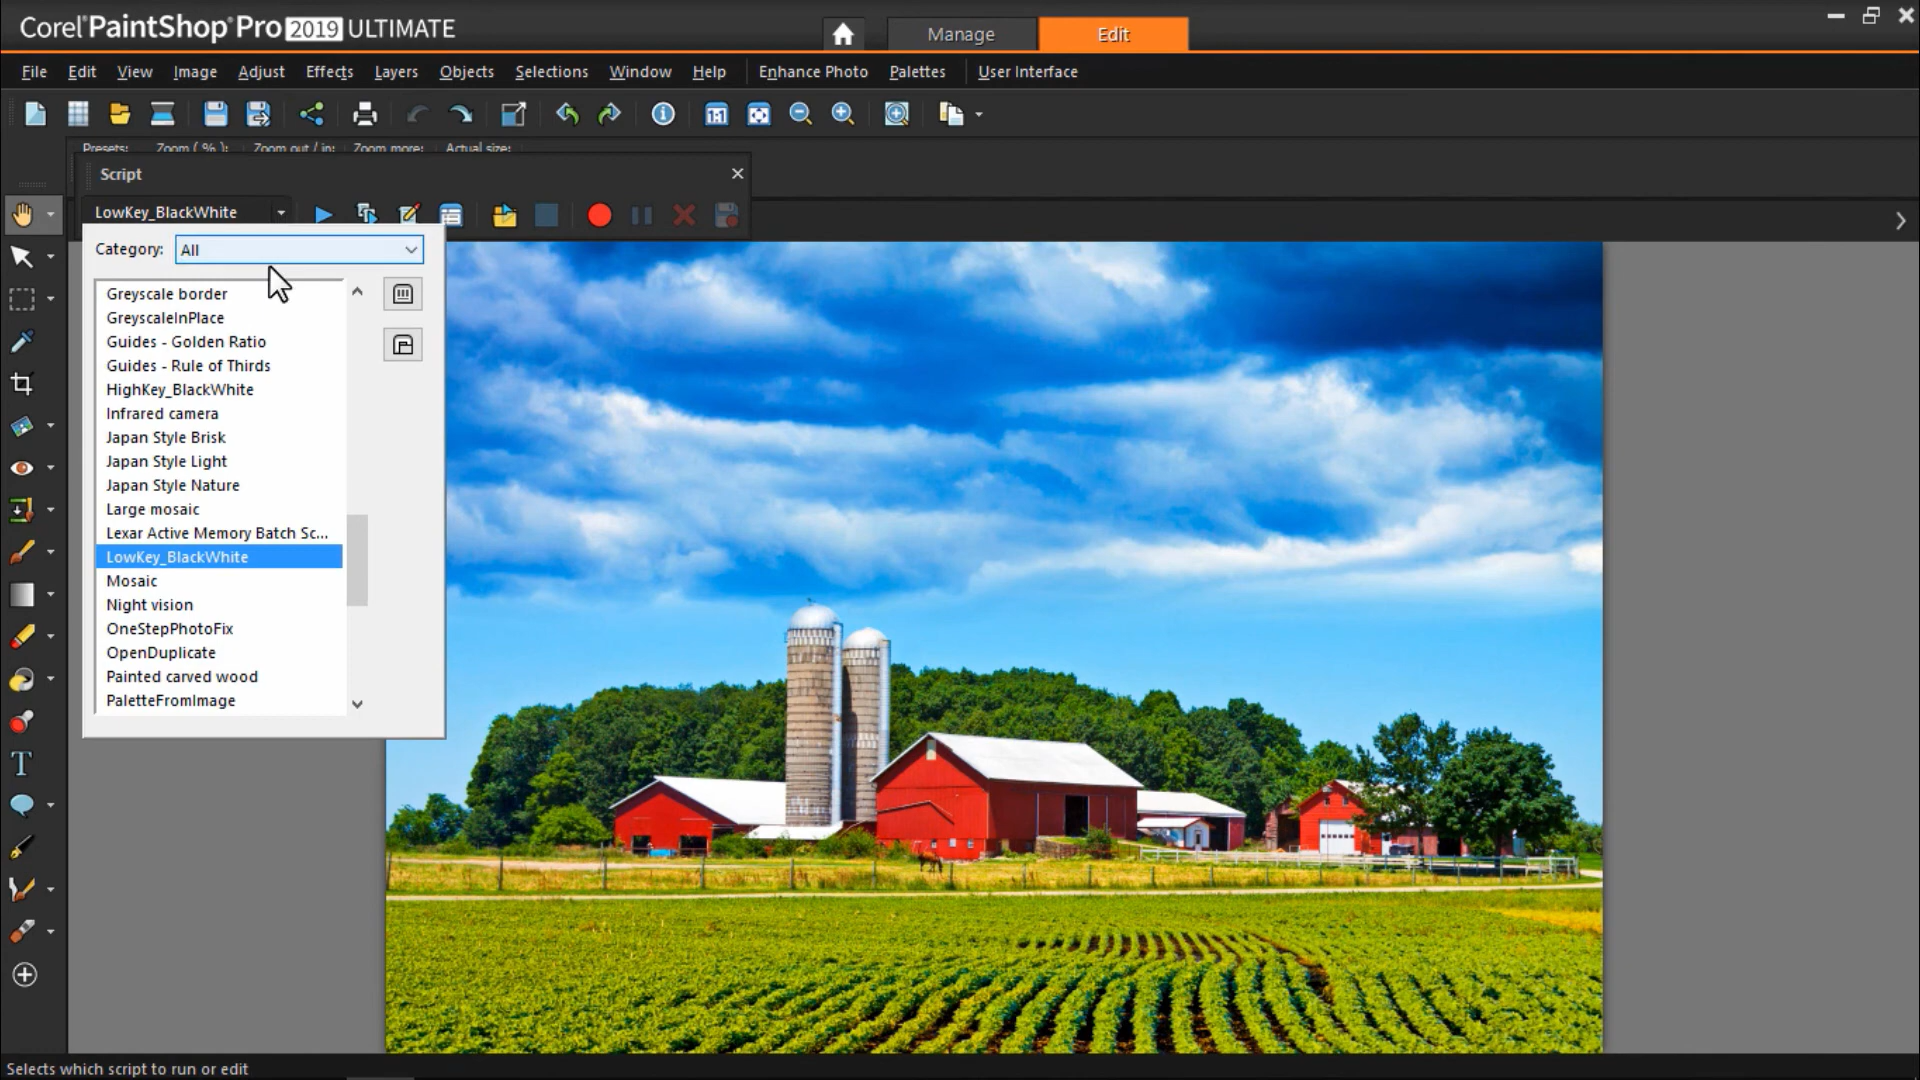 Corel® PaintShop® Pro 2019 ULTIMATE
Manage
Edit
File Edit View Image Adjust Effects Layers Objects Selections Window Help Enhance Photo Palettes User Interface
1:1
Presets: Zoom ( % ): Zoom out / in: Zoom more: Actual size:
Script
LowKey_BlackWhite
Category: All
Greyscale border
GreyscaleInPlace
Guides - Golden Ratio
Guides - Rule of Thirds
HighKey_BlackWhite
Infrared camera
Japan Style Brisk
Japan Style Light
Japan Style Nature
Large mosaic
Lexar Active Memory Batch Sc...
LowKey_BlackWhite
Mosaic
Night vision
OneStepPhotoFix
OpenDuplicate
Painted carved wood
PaletteFromImage
Selects which script to run or edit